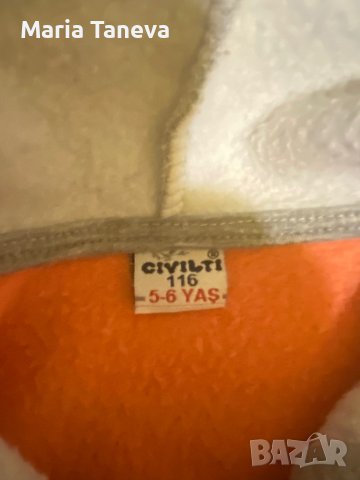 Maria Taneva
CIVILTI ®
116
5-6 YAŞ
BAZAR